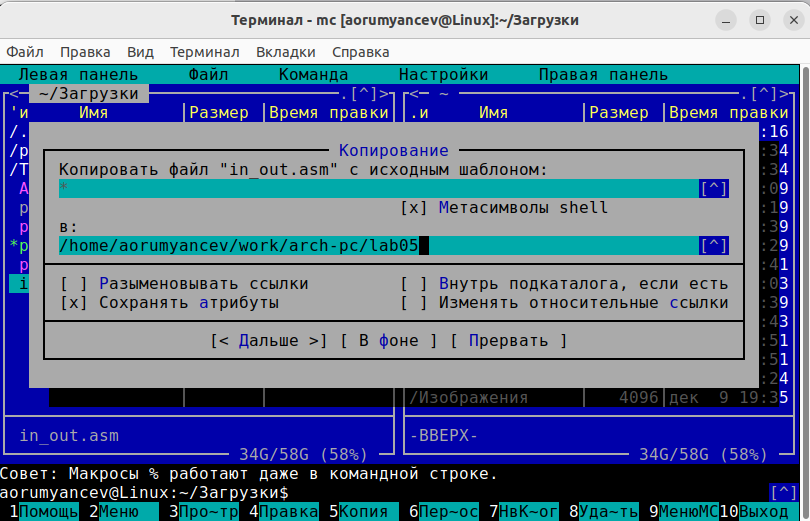 Терминал - mc [aorumyancev@Linux]:~/Загрузки
Файл Правка Вид Терминал Вкладки Справка
Левая панель Файл Команда Настройки Правая панель
<─ ~/Загрузки .[^]> <─ ~ .[^]>
'и Имя Размер Время правки .и Имя Размер Время правки
/. :16
Копирование
Копировать файл "in_out.asm" с исходным шаблоном:
* [^]
[x] Метасимволы shell
в:
/home/aorumyancev/work/arch-pc/lab05 [^]
[ ] Разыменовывать ссылки [ ] Внутрь подкаталога, если есть
[x] Сохранять атрибуты [ ] Изменять относительные ссылки
[< Дальше >] [ В фоне ] [ Прервать ]
/Изображения 4096 дек 9 19:35
in_out.asm -ВВЕРХ-
34G/58G (58%) 34G/58G (58%)
Совет: Макросы % работают даже в командной строке.
aorumyancev@Linux:~/Загрузки$ [^]
1Помощь 2Меню 3Про~тр 4Правка 5Копия 6Пер~ос 7НвК~ог 8Уда~ть 9МенюMC 10Выход